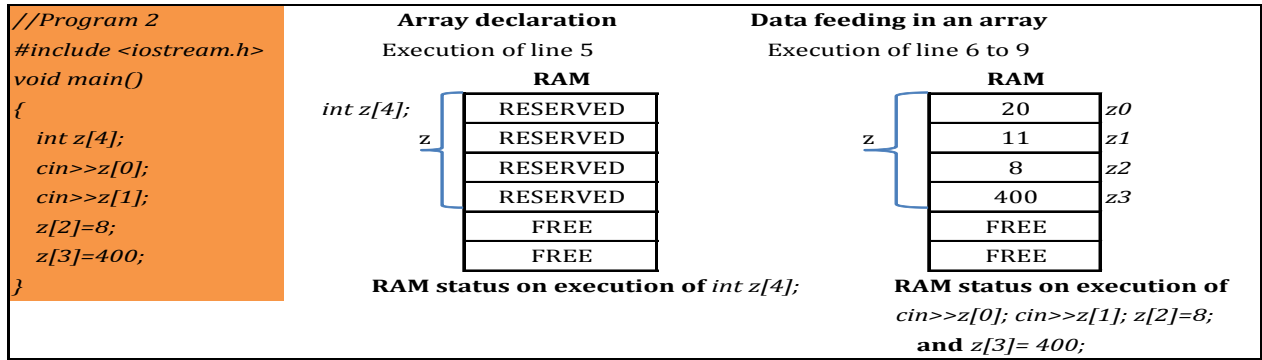 //Program 2
#include <iostream.h>
void main()
{
int z[4];
cin>>z[0];
cin>>z[1];
z[2]=8;
z[3]=400;
}
Array declaration
Execution of line 5
RAM
int z[4];
z
RESERVED
RESERVED
RESERVED
RESERVED
FREE
FREE
RAM status on execution of int z[4];
Data feeding in an array
Execution of line 6 to 9
RAM
z
20 z0
11 z1
8 z2
400 z3
FREE
FREE
RAM status on execution of
cin>>z[0]; cin>>z[1]; z[2]=8;
and z[3]= 400;